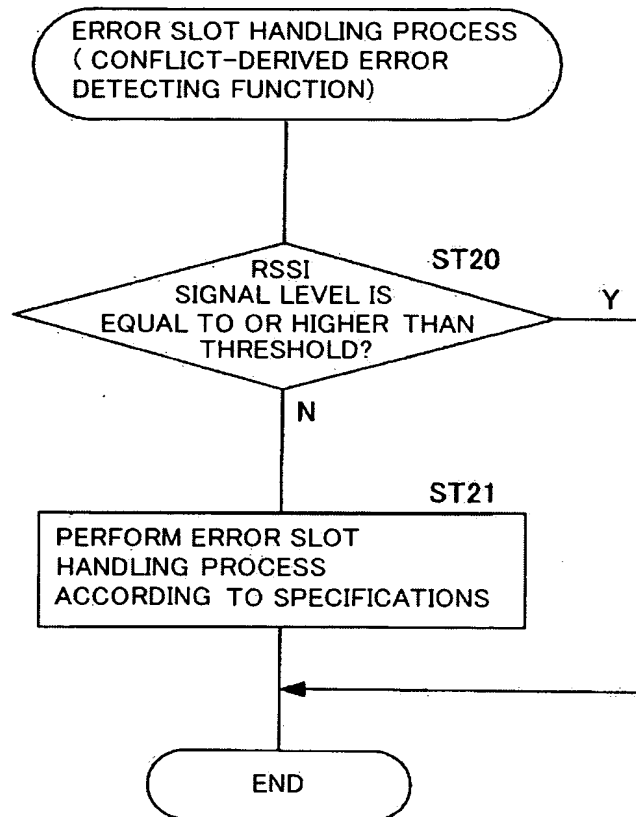 ERROR SLOT HANDLING PROCESS
( CONFLICT-DERIVED ERROR
DETECTING FUNCTION)
ST20
RSSI
SIGNAL LEVEL IS
EQUAL TO OR HIGHER THAN
THRESHOLD?
Y
N
ST21
PERFORM ERROR SLOT
HANDLING PROCESS
ACCORDING TO SPECIFICATIONS
END